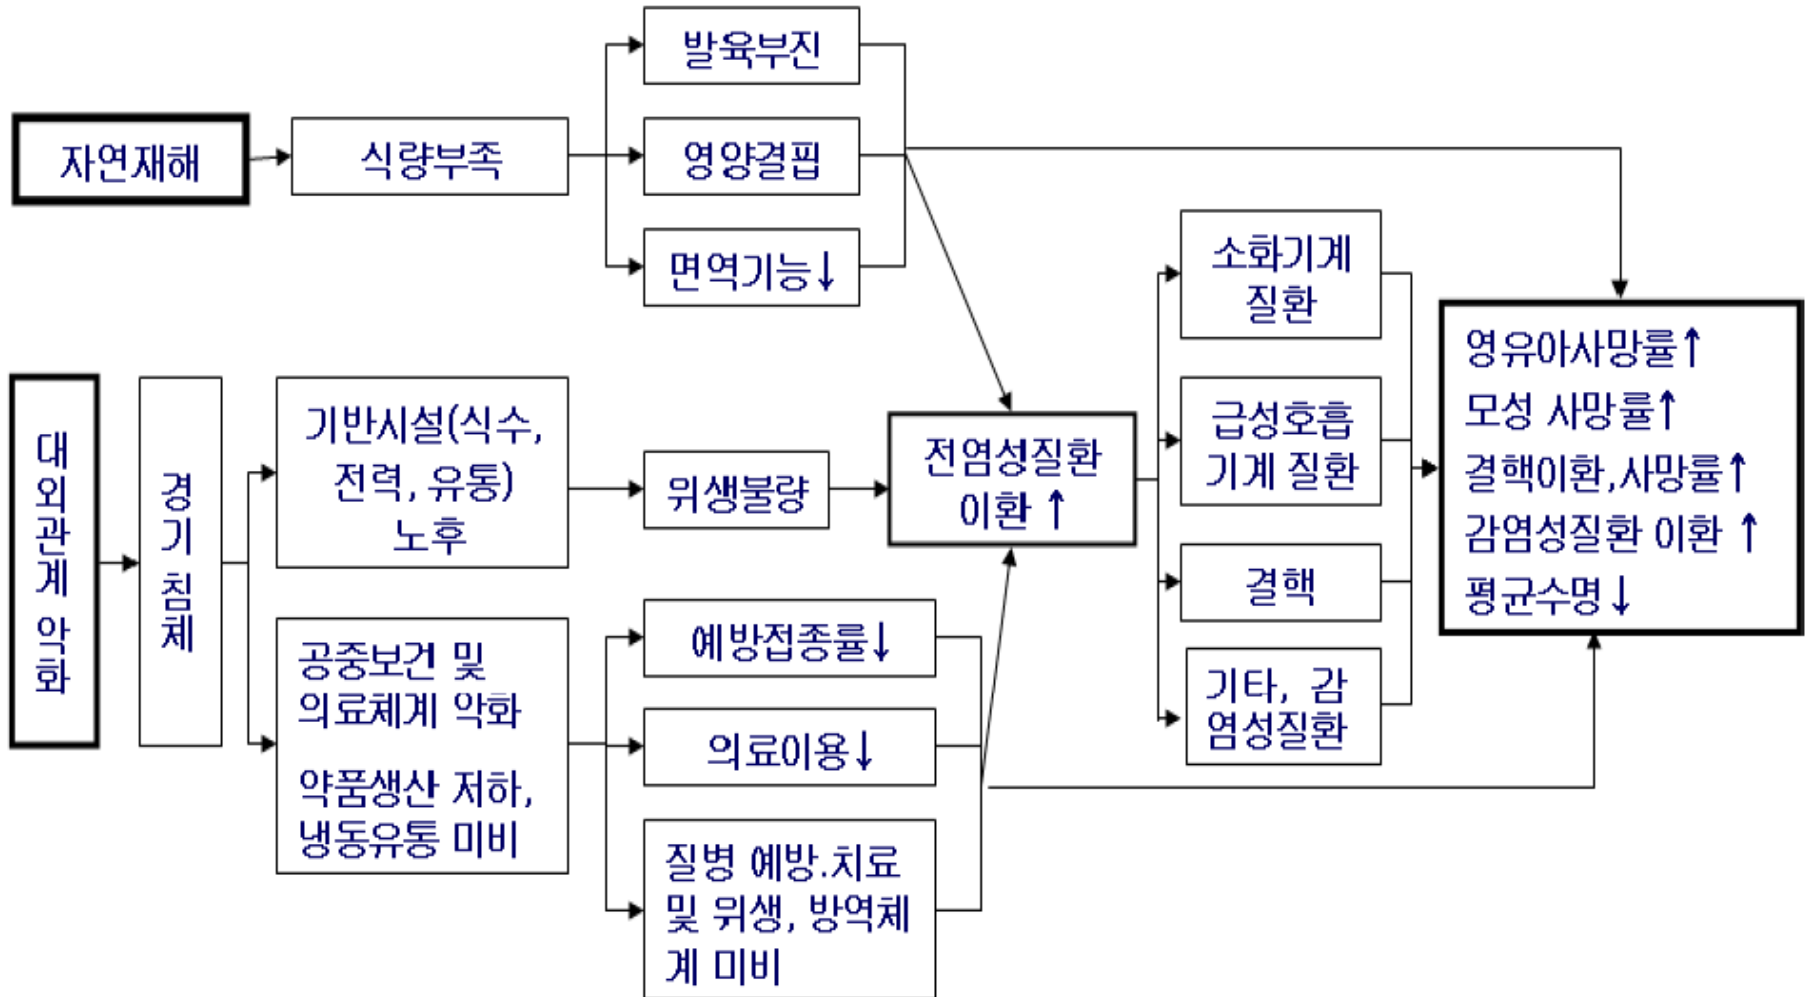 자연재해
식량부족
발육부진
영양결핍
면역기능↓
대
외
관
계
악
화
경
기
침
체
기반시설(식수,
전력, 유통)
노후
위생불량
공중보건 및
의료체계 악화
약품생산 저하,
냉동유통 미비
예방접종률↓
의료이용↓
질병 예방.치료
및 위생, 방역체
계 미비
전염성질환
이환 ↑
소화기계
질환
급성호흡
기계 질환
결핵
기타, 감
염성질환
영유아사망률↑
모성 사망률↑
결핵이환,사망률↑
감염성질환 이환 ↑
평균수명↓